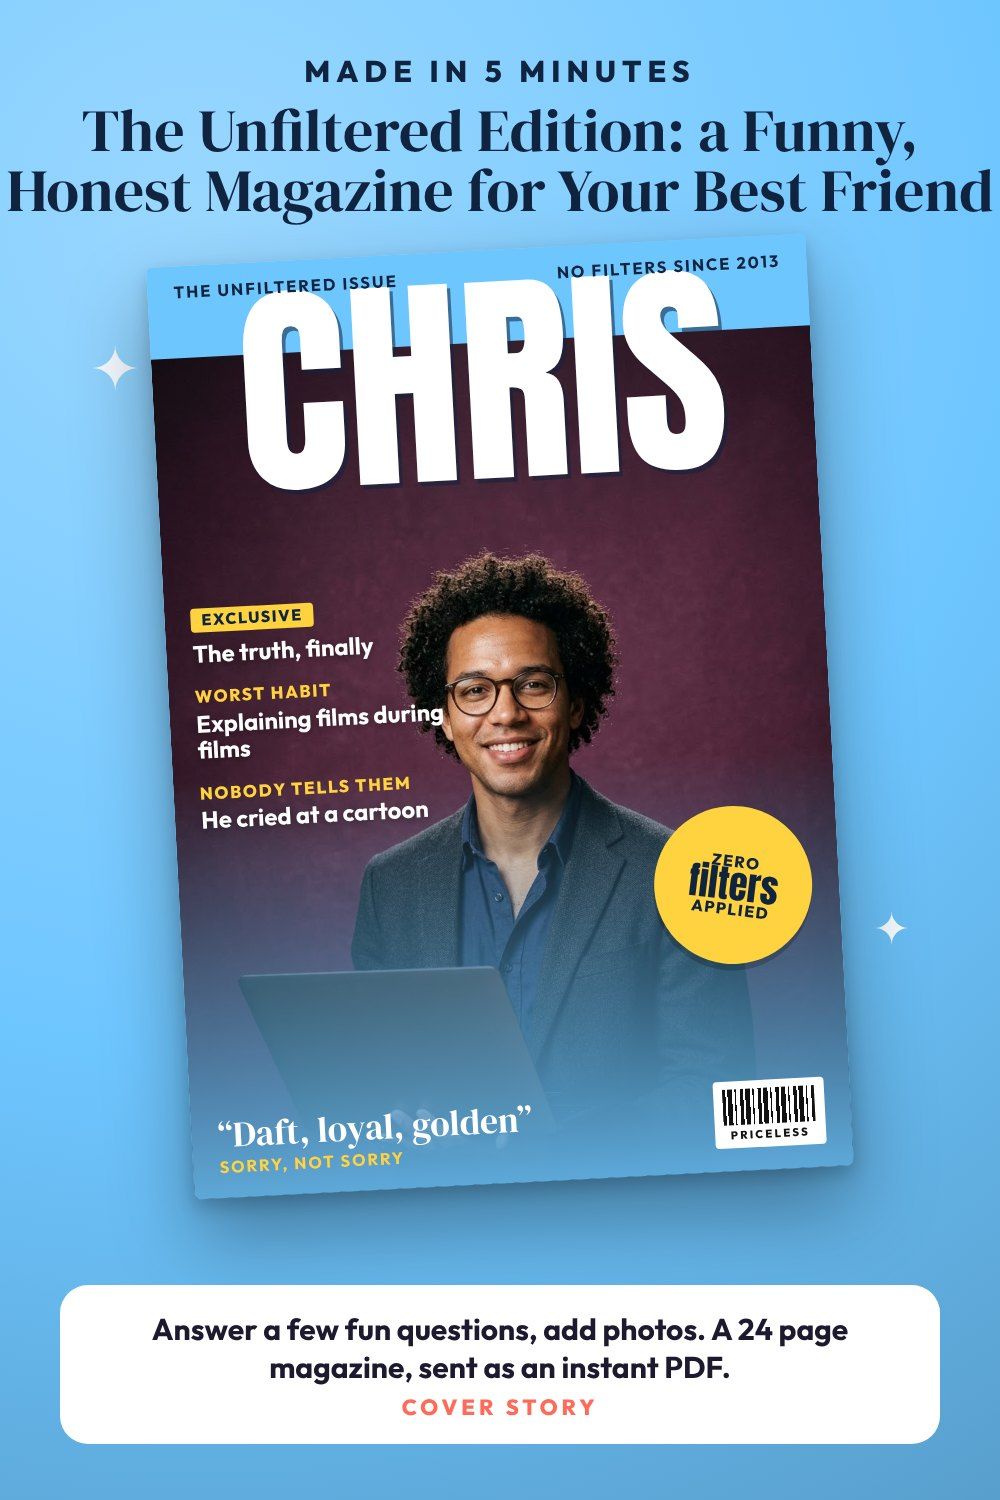 MADE IN 5 MINUTES
The Unfiltered Edition: a Funny,
Honest Magazine for Your Best Friend
THE UNFILTERED ISSUE
NO FILTERS SINCE 2013
CHRIS
EXCLUSIVE
The truth, finally
WORST HABIT
Explaining films during
films
NOBODY TELLS THEM
He cried at a cartoon
ZERO
filters
APPLIED
"Daft, loyal, golden"
SORRY, NOT SORRY
PRICELESS
Answer a few fun questions, add photos. A 24 page
magazine, sent as an instant PDF.
COVER STORY